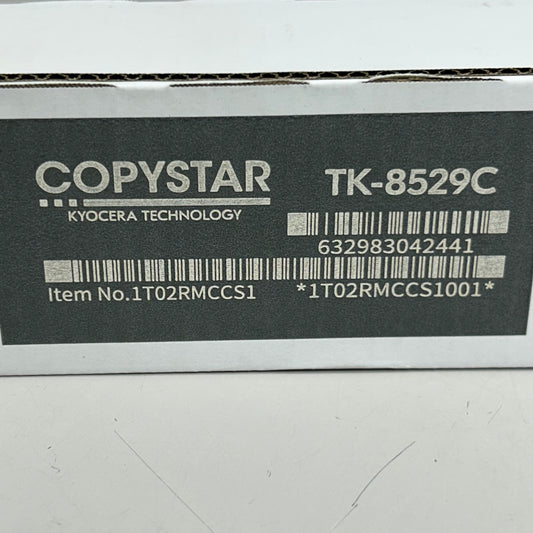 COPYSTAR
KYOCERA TECHNOLOGY
TK-8529C
632983042441
Item No.1T02RMCCS1 *1T02RMCCS1001*